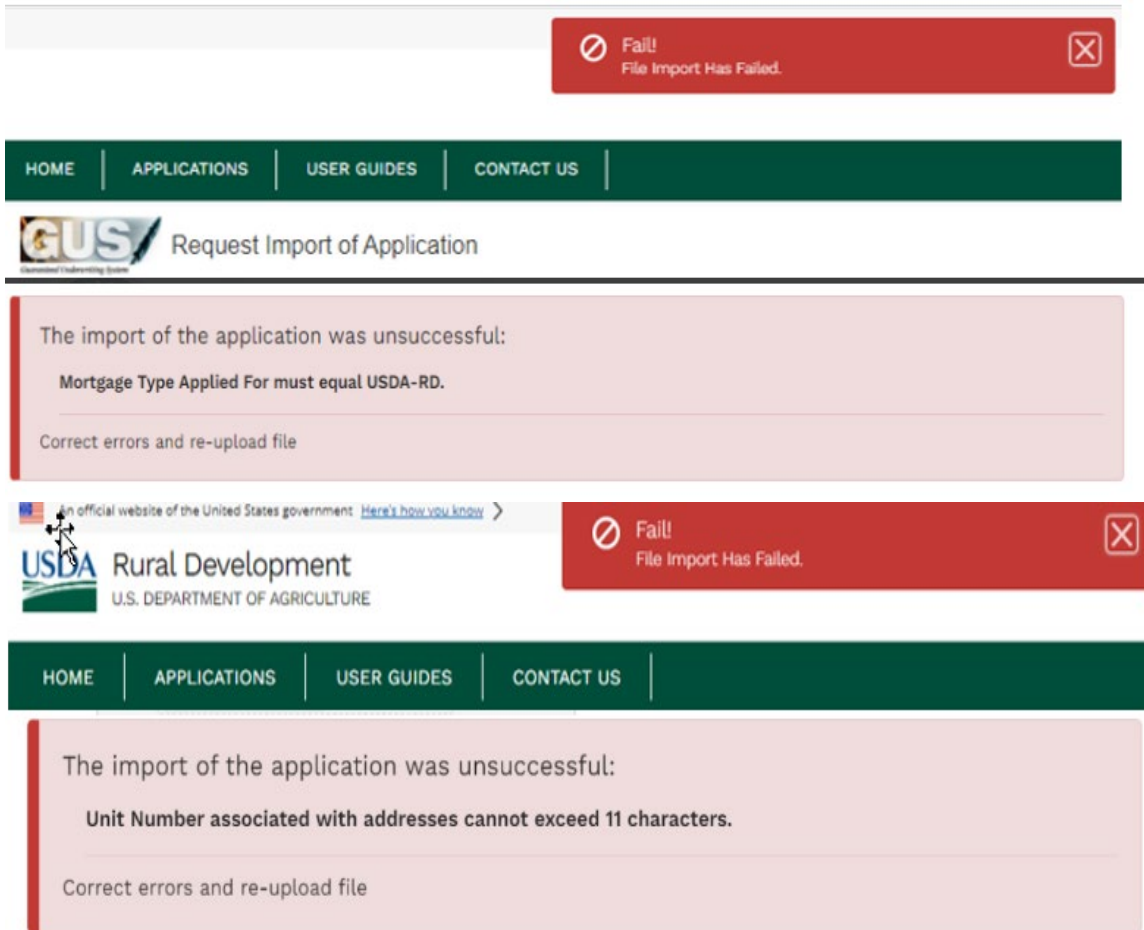 Fail!
File Import Has Failed.
HOME APPLICATIONS USER GUIDES CONTACT US
GUS Request Import of Application
Guaranteed Underwriting System
The import of the application was unsuccessful:
Mortgage Type Applied For must equal USDA-RD.
Correct errors and re-upload file
An official website of the United States government Here's how you know
Fail!
File Import Has Failed.
USDA Rural Development
U.S. DEPARTMENT OF AGRICULTURE
HOME APPLICATIONS USER GUIDES CONTACT US
The import of the application was unsuccessful:
Unit Number associated with addresses cannot exceed 11 characters.
Correct errors and re-upload file